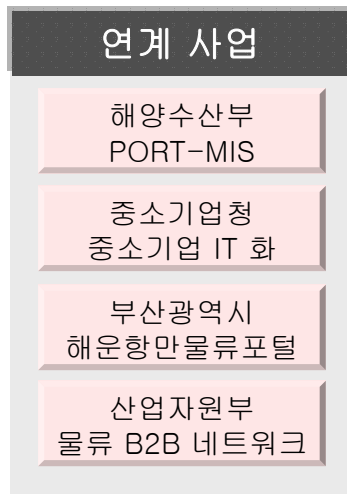 연계 사업
해양수산부
PORT-MIS
중소기업청
중소기업 IT 화
부산광역시
해운항만물류포털
산업자원부
물류 B2B 네트워크